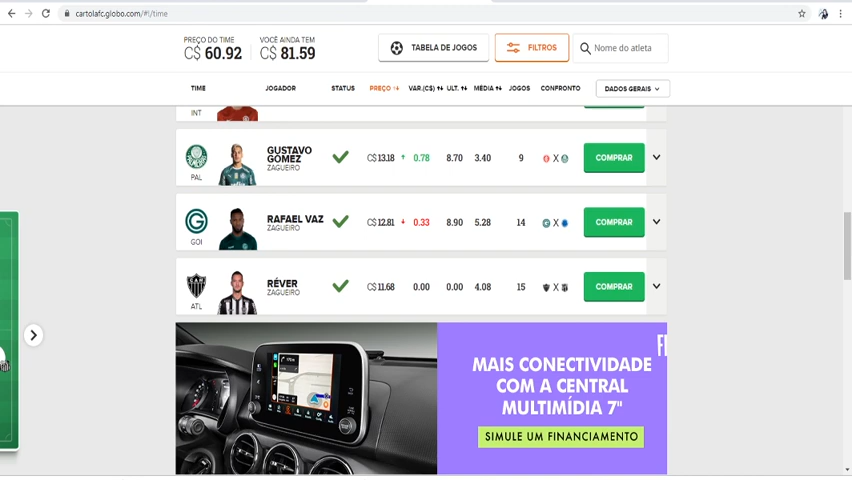 cartolafc.globo.com/#!/time
PREÇO DO TIME
C$ 60.92
VOCÊ AINDA TEM
C$ 81.59
TABELA DE JOGOS
FILTROS
Nome do atleta
TIME JOGADOR STATUS PREÇO VAR.(C$) ULT. MÉDIA JOGOS CONFRONTO DADOS GERAIS
INT
GUSTAVO
GÓMEZ
ZAGUEIRO
PAL
C$ 13.18 0.78 8.70 3.40 9 X COMPRAR
RAFAEL VAZ
ZAGUEIRO
GOI
C$ 12.81 0.33 8.90 5.28 14 X COMPRAR
RÉVER
ZAGUEIRO
ATL
C$ 11.68 0.00 0.00 4.08 15 X COMPRAR
MAIS CONECTIVIDADE
COM A CENTRAL
MULTIMÍDIA 7"
SIMULE UM FINANCIAMENTO